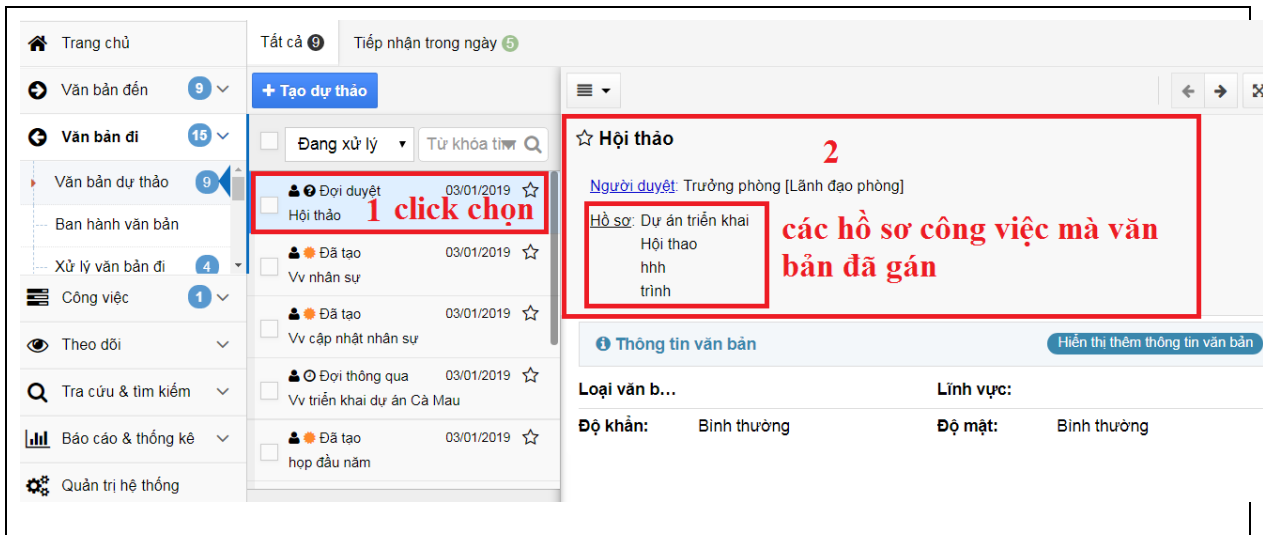 Trang chủ
Văn bản đến 9
Văn bản đi 15
Văn bản dự thảo 9
Ban hành văn bản
Xử lý văn bản đi 4
Công việc 1
Theo dõi
Tra cứu & tìm kiếm
Báo cáo & thống kê
Quản trị hệ thống
Tất cả 9 Tiếp nhận trong ngày 5
+ Tạo dự thảo
Đang xử lý Từ khóa tìm
Đợi duyệt 03/01/2019
Hội thảo
1 click chọn
Đã tạo 03/01/2019
Vv nhân sự
Đã tạo 03/01/2019
Vv cập nhật nhân sự
Đợi thông qua 03/01/2019
Vv triển khai dự án Cà Mau
Đã tạo 03/01/2019
họp đầu năm
Hội thảo
2
Người duyệt: Trưởng phòng [Lãnh đạo phòng]
Hồ sơ: Dự án triển khai
Hội thao
hhh
trình
các hồ sơ công việc mà văn
bản đã gán
Thông tin văn bản Hiển thị thêm thông tin văn bản
Loại văn b... Lĩnh vực:
Độ khẩn: Bình thường Độ mật: Bình thường